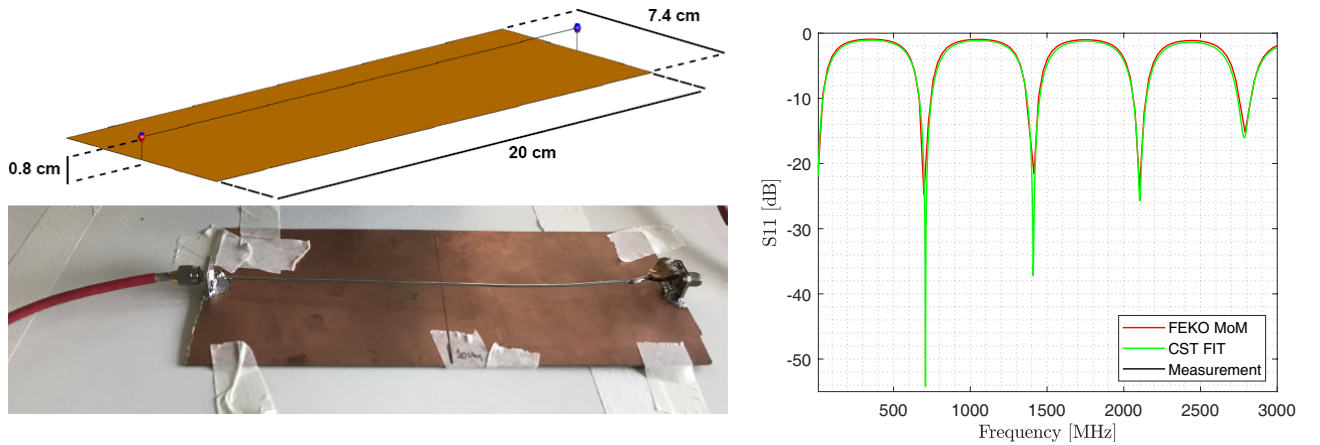 7.4 cm
0.8 cm
20 cm
10cm
0
-10
-20
-30
-40
-50
S11 [dB]
FEKO MoM
CST FIT
Measurement
500 1000 1500 2000 2500 3000
Frequency [MHz]